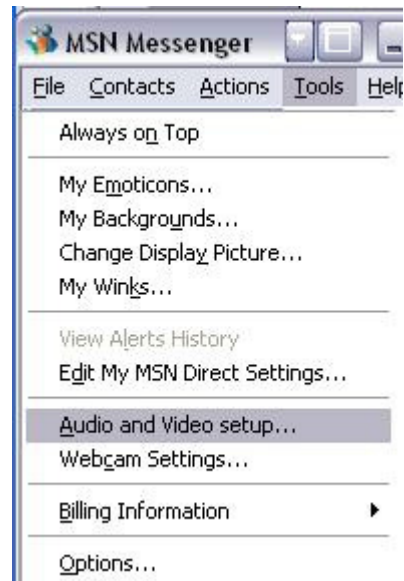 MSN Messenger
File Contacts Actions Tools Help
Always on Top
My Emoticons...
My Backgrounds...
Change Display Picture...
My Winks...
View Alerts History
Edit My MSN Direct Settings...
Audio and Video setup...
Webcam Settings...
Billing Information
Options...